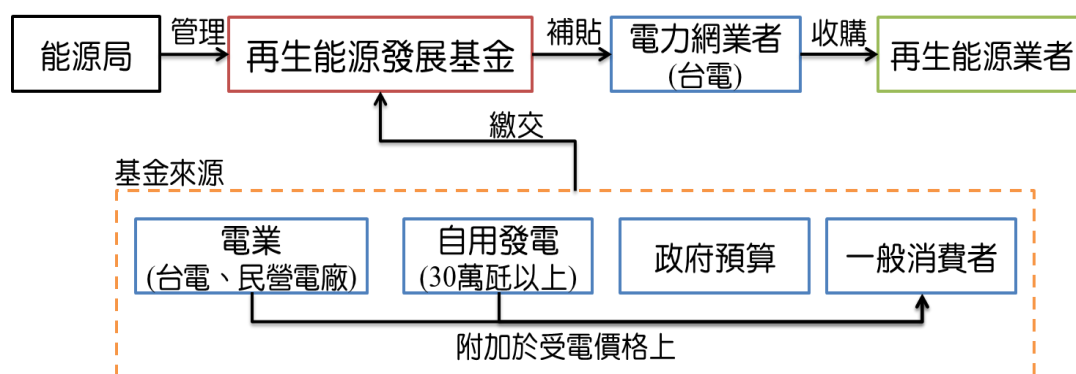 能源局
管理
再生能源發展基金
補貼
電力網業者
(台電)
收購
再生能源業者
繳交
基金來源
電業
(台電、民營電廠)
自用發電
(30萬瓩以上)
政府預算
一般消費者
附加於受電價格上